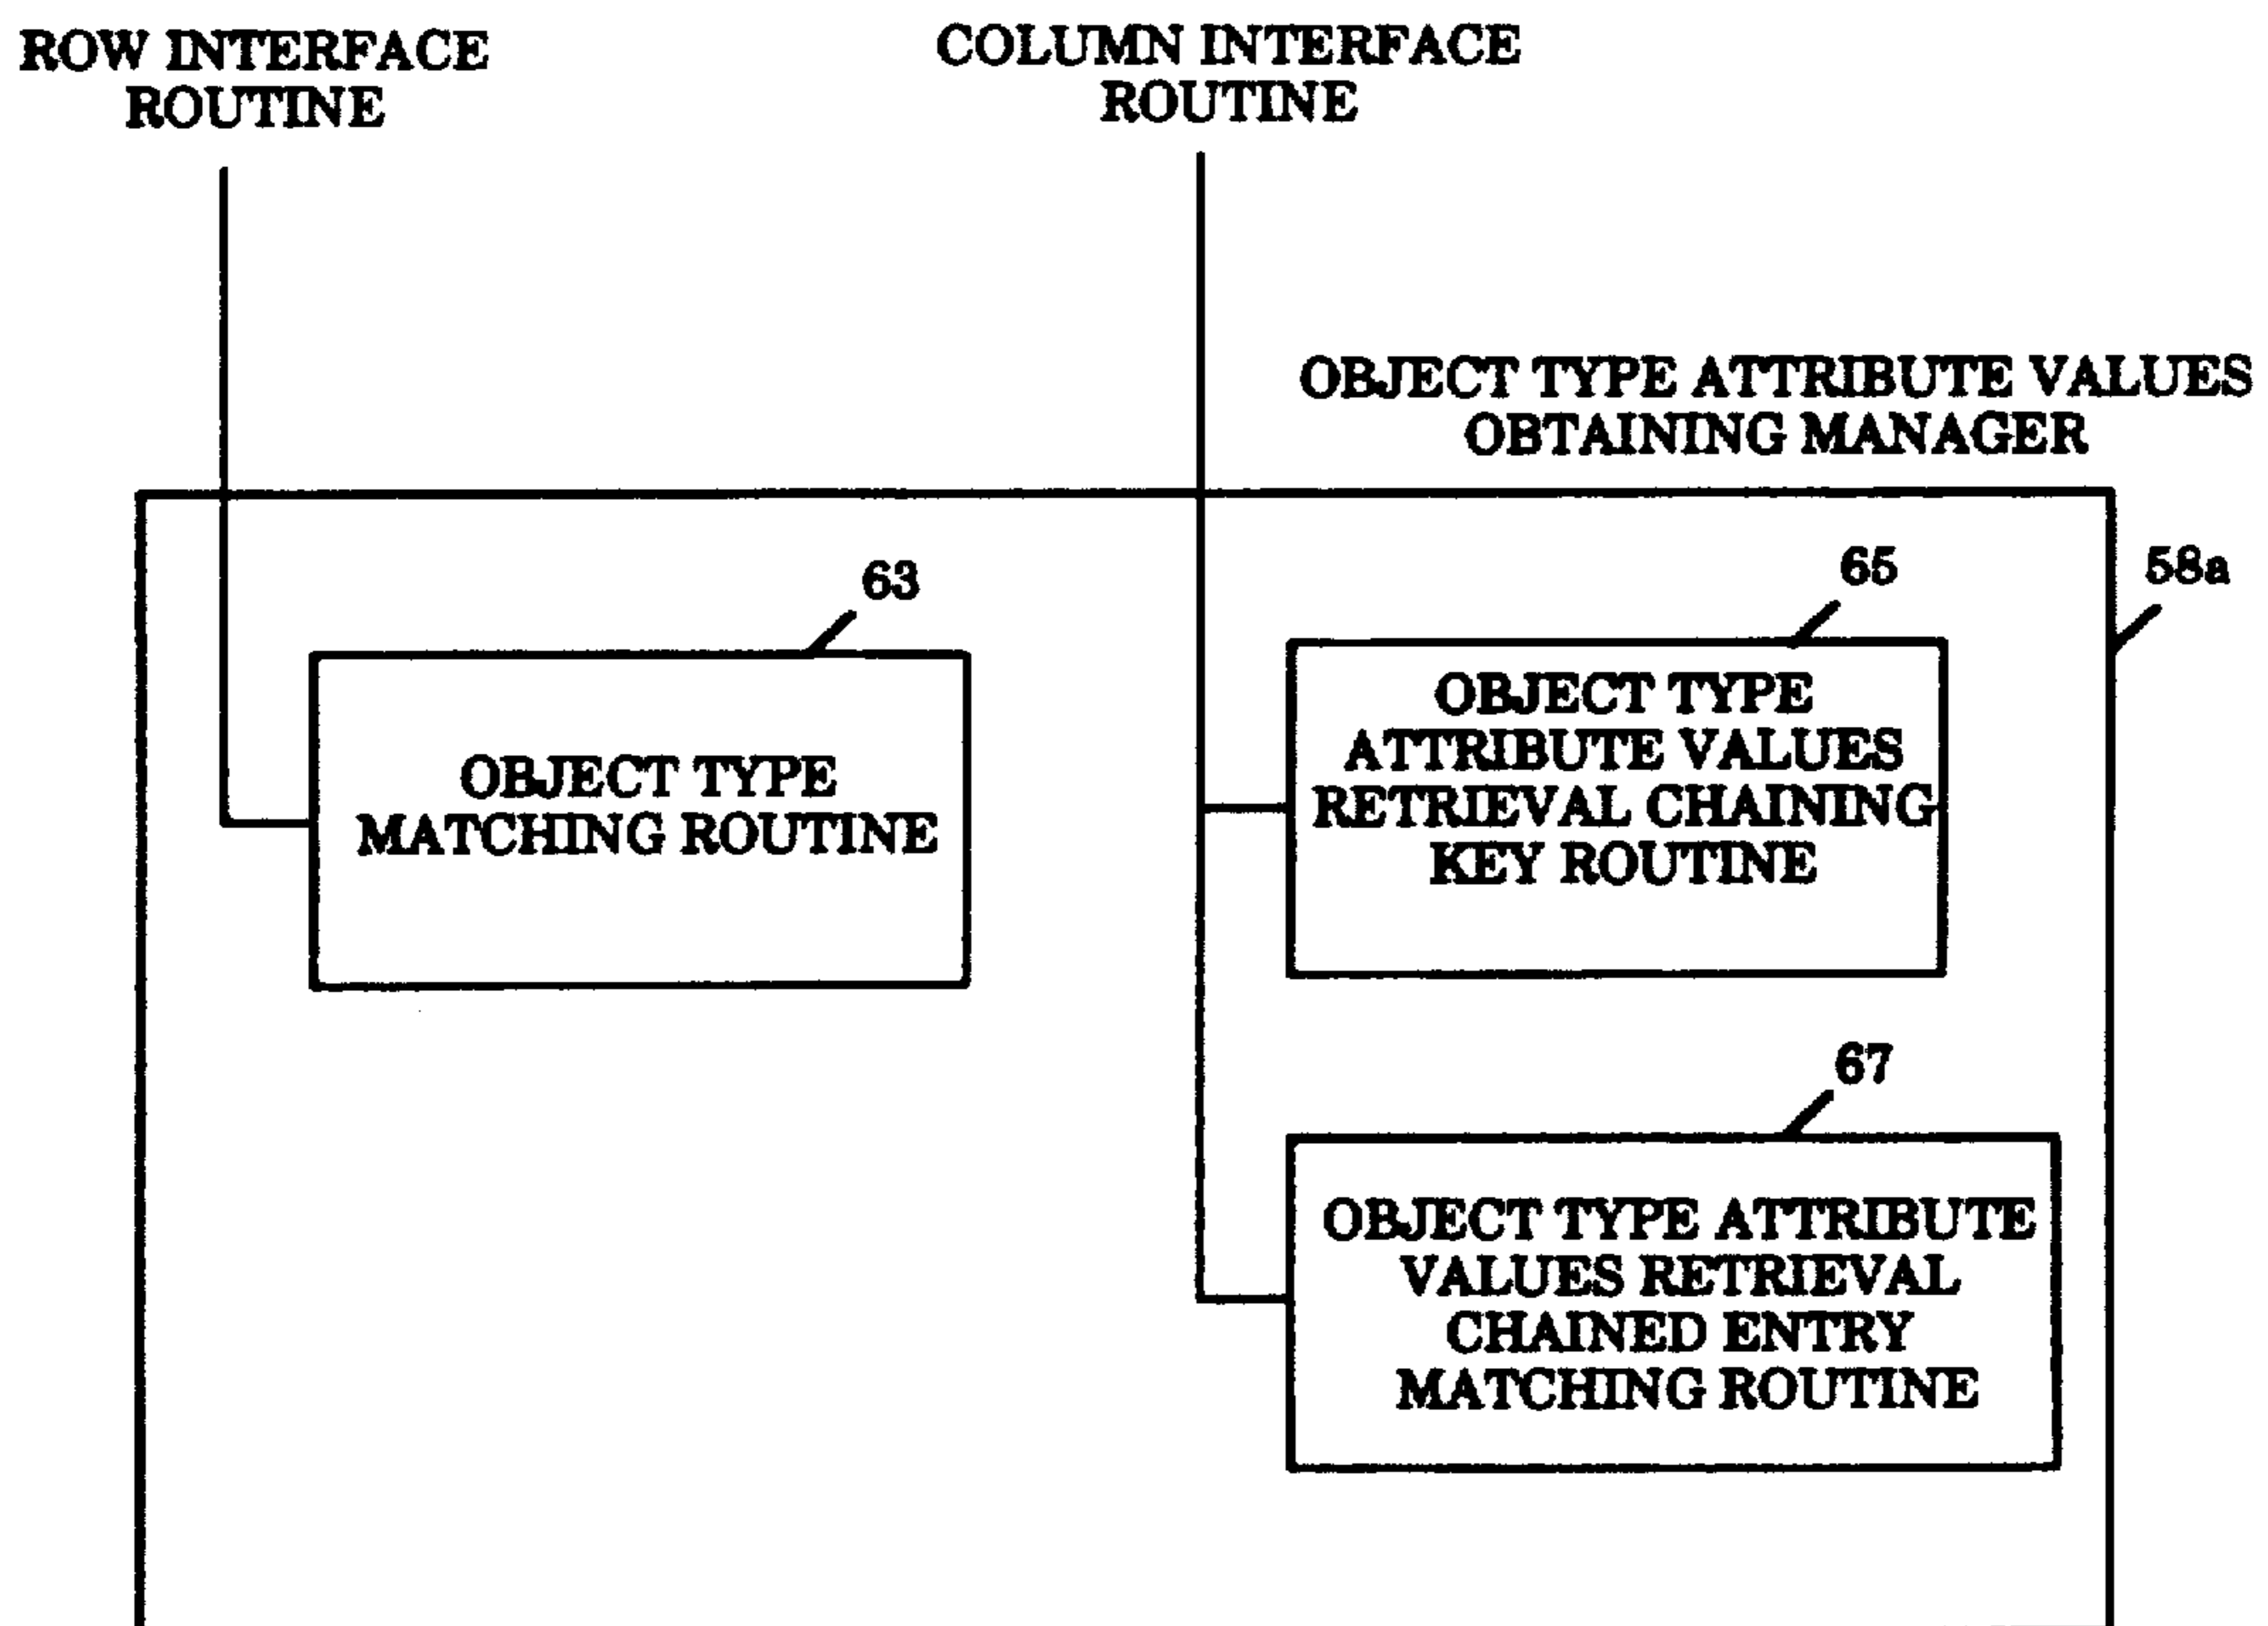 ROW INTERFACE
ROUTINE
COLUMN INTERFACE
ROUTINE
OBJECT TYPE ATTRIBUTE VALUES
OBTAINING MANAGER
58a
63
OBJECT TYPE
MATCHING ROUTINE
65
OBJECT TYPE
ATTRIBUTE VALUES
RETRIEVAL CHAINING
KEY ROUTINE
67
OBJECT TYPE ATTRIBUTE
VALUES RETRIEVAL
CHAINED ENTRY
MATCHING ROUTINE